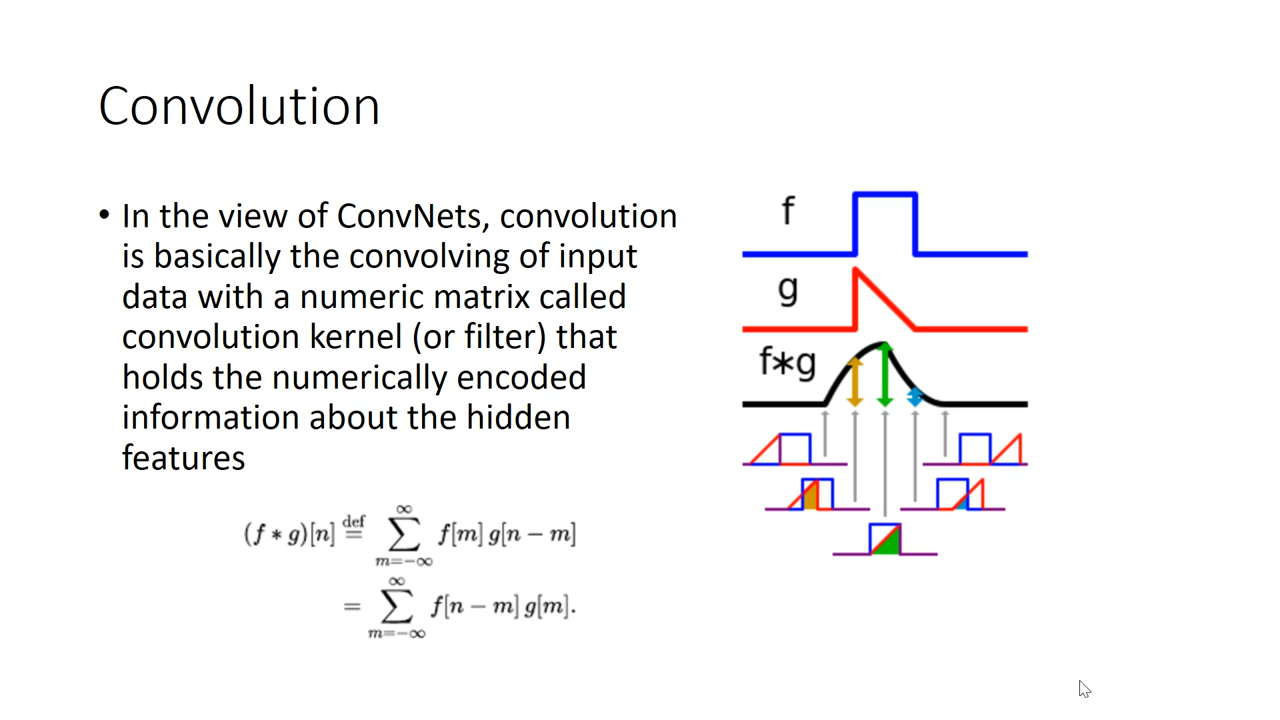 Convolution
• In the view of ConvNets, convolution
is basically the convolving of input
data with a numeric matrix called
convolution kernel (or filter) that
holds the numerically encoded
information about the hidden
features
(f ∗ g)[n] def= ∑_{m=−∞}^{∞} f[m] g[n − m]
= ∑_{m=−∞}^{∞} f[n − m] g[m].
f
g
f∗g